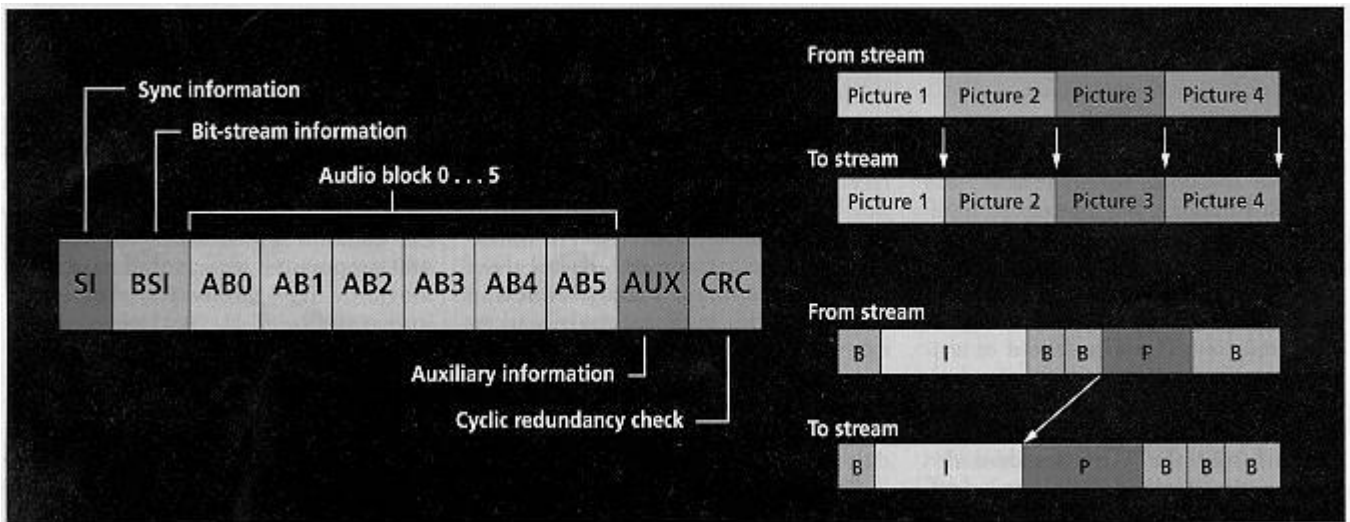 Sync information
Bit-stream information
Audio block 0 . . . 5
SI BSI AB0 AB1 AB2 AB3 AB4 AB5 AUX CRC
Auxiliary information
Cyclic redundancy check
From stream
Picture 1 Picture 2 Picture 3 Picture 4
To stream
Picture 1 Picture 2 Picture 3 Picture 4
From stream
B I B B P B
To stream
B I P B B B